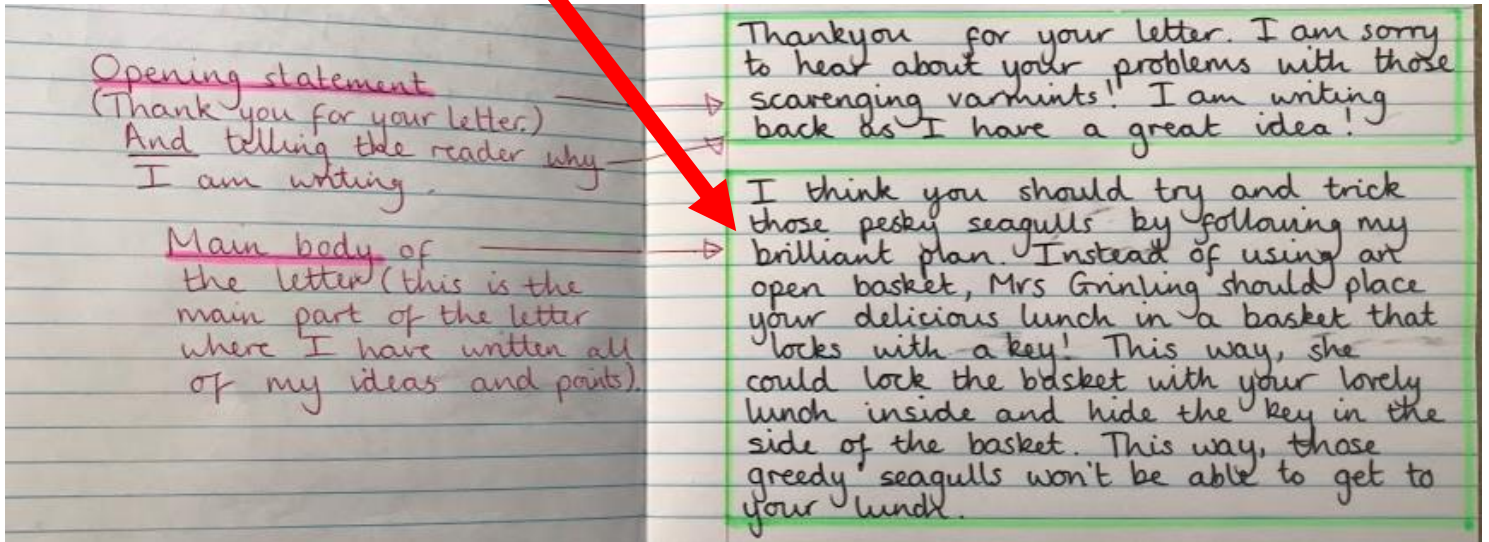 Opening statement
(Thank you for your letter.)
And telling the reader why
I am writing.
Main body of
the letter (this is the
main part of the letter
where I have written all
of my ideas and points).
Thankyou for your letter. I am sorry
to hear about your problems with those
scavenging varmints!" I am writing
back as I have a great idea!
I think you should try and trick
those pesky seagulls by following my
brilliant plan. Instead of using an
open basket, Mrs Grinling should place
your delicious lunch in a basket that
locks with a key! This way, she
could lock the basket with your lovely
lunch inside and hide the key in the
side of the basket. This way, those
greedy seagulls won't be able to get to
your lunch.